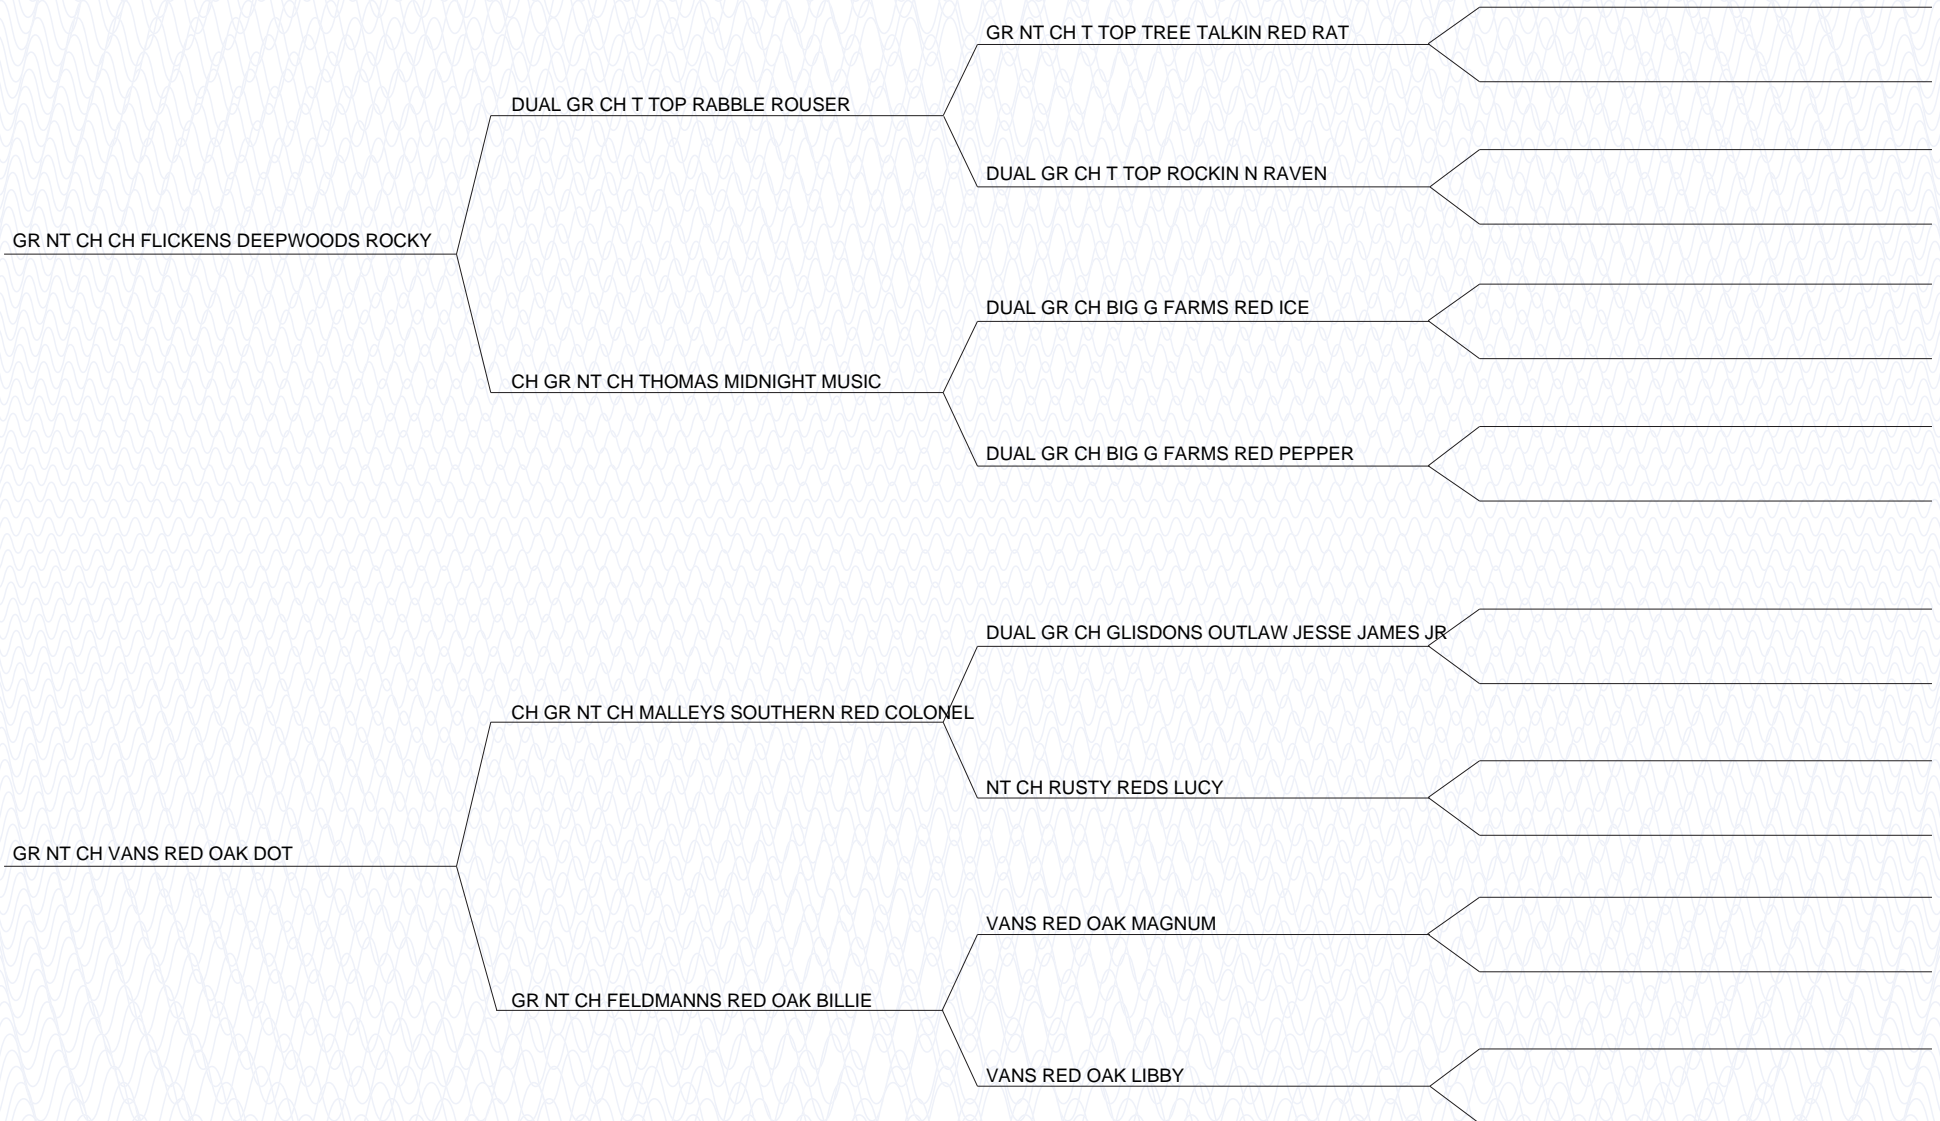 GR NT CH T TOP TREE TALKIN RED RAT
DUAL GR CH T TOP RABBLE ROUSER
DUAL GR CH T TOP ROCKIN N RAVEN
GR NT CH CH FLICKENS DEEPWOODS ROCKY
DUAL GR CH BIG G FARMS RED ICE
CH GR NT CH THOMAS MIDNIGHT MUSIC
DUAL GR CH BIG G FARMS RED PEPPER
DUAL GR CH GLISDONS OUTLAW JESSE JAMES JR
CH GR NT CH MALLEYS SOUTHERN RED COLONEL
NT CH RUSTY REDS LUCY
GR NT CH VANS RED OAK DOT
VANS RED OAK MAGNUM
GR NT CH FELDMANNS RED OAK BILLIE
VANS RED OAK LIBBY